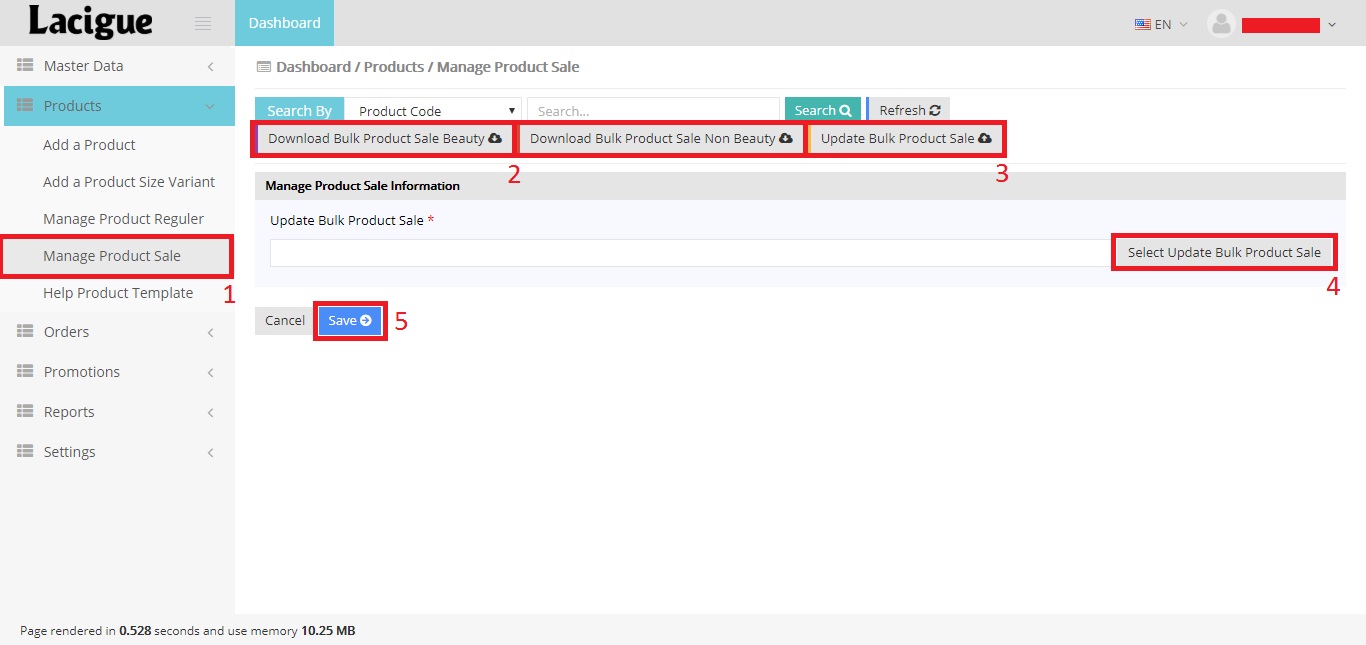 Lacigue
Dashboard
EN
Master Data
Products
Add a Product
Add a Product Size Variant
Manage Product Reguler
Manage Product Sale
1
Help Product Template
Orders
Promotions
Reports
Settings
Dashboard / Products / Manage Product Sale
Search By Product Code Search... Search Refresh
Download Bulk Product Sale Beauty Download Bulk Product Sale Non Beauty Update Bulk Product Sale
2 3
Manage Product Sale Information
Update Bulk Product Sale *
Select Update Bulk Product Sale
4
Cancel Save 5
Page rendered in 0.528 seconds and use memory 10.25 MB